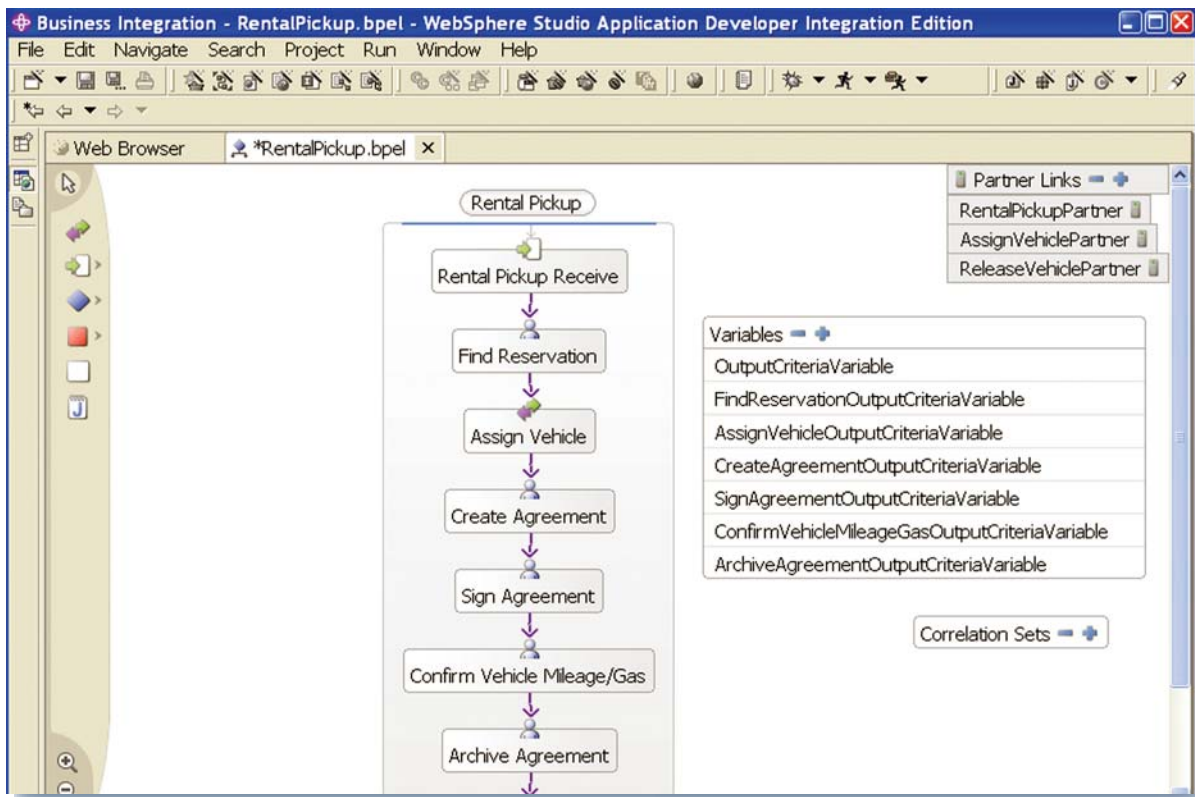 Business Integration - RentalPickup.bpel - WebSphere Studio Application Developer Integration Edition
File Edit Navigate Search Project Run Window Help
Web Browser *RentalPickup.bpel
Rental Pickup
Rental Pickup Receive
Find Reservation
Assign Vehicle
Create Agreement
Sign Agreement
Confirm Vehicle Mileage/Gas
Archive Agreement
Partner Links
RentalPickupPartner
AssignVehiclePartner
ReleaseVehiclePartner
Variables
OutputCriteriaVariable
FindReservationOutputCriteriaVariable
AssignVehicleOutputCriteriaVariable
CreateAgreementOutputCriteriaVariable
SignAgreementOutputCriteriaVariable
ConfirmVehicleMileageGasOutputCriteriaVariable
ArchiveAgreementOutputCriteriaVariable
Correlation Sets